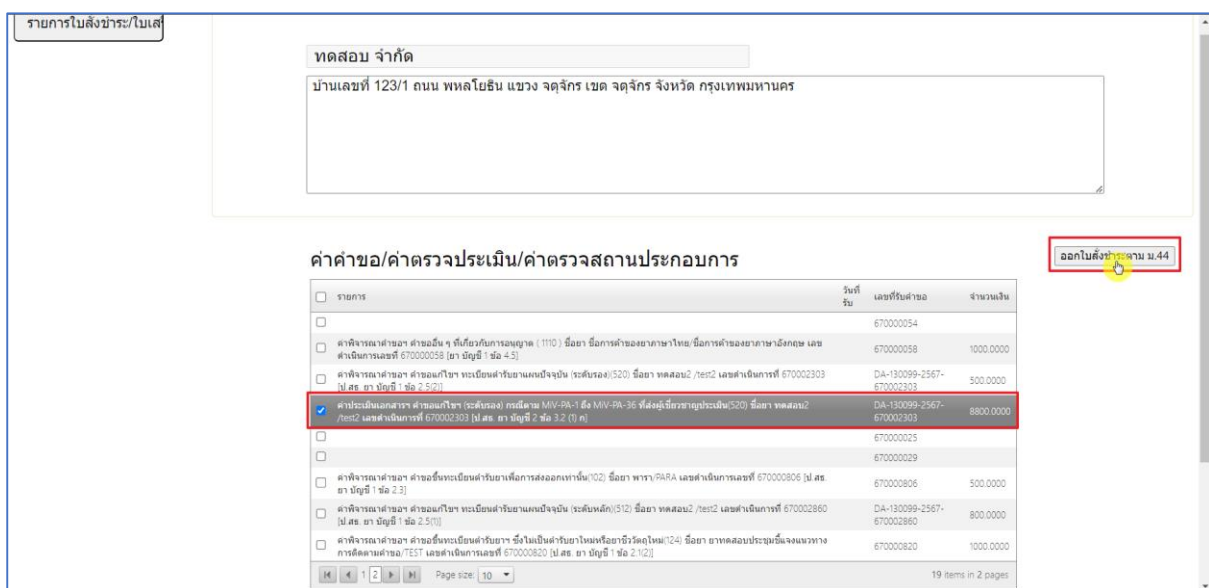 รายการใบสั่งชำระ/ใบเส
ทดสอบ จำกัด
บ้านเลขที่ 123/1 ถนน พหลโยธิน แขวง จตุจักร เขต จตุจักร จังหวัด กรุงเทพมหานคร
ค่าคำขอ/ค่าตรวจประเมิน/ค่าตรวจสถานประกอบการ
ออกใบสั่งชำระตาม ม.44
รายการ วันที่รับ เลขที่รับคำขอ จำนวนเงิน
670000054
ค่าพิจารณาคำขอฯ คำขออื่น ๆ ที่เกี่ยวกับการอนุญาต ( 1110 ) ชื่อยา ชื่อการค้าของยาภาษาไทย/ชื่อการค้าของยาภาษาอังกฤษ เลข
ดำเนินการเลขที่ 670000058 [ยา บัญชี 1 ข้อ 4.5] 670000058 1000.0000
ค่าพิจารณาคำขอฯ คำขอแก้ไขฯ ทะเบียนตำรับยาแผนปัจจุบัน (ระดับรอง)(520) ชื่อยา ทดสอบ2 /test2 เลขดำเนินการที่ 670002303
[ป.สธ. ยา บัญชี 1 ข้อ 2.5(2)] DA-130099-2567-670002303 500.0000
ค่าประเมินเอกสารฯ คำขอแก้ไขฯ (ระดับรอง) กรณีตาม MiV-PA-1 ถึง MiV-PA-36 ที่ส่งผู้เชี่ยวชาญประเมิน(520) ชื่อยา ทดสอบ2
/test2 เลขดำเนินการที่ 670002303 [ป.สธ. ยา บัญชี 2 ข้อ 3.2 (1) ก] DA-130099-2567-670002303 8800.0000
670000025
670000029
ค่าพิจารณาคำขอฯ คำขอขึ้นทะเบียนตำรับยาเพื่อการส่งออกเท่านั้น(102) ชื่อยา พารา/PARA เลขดำเนินการเลขที่ 670000806 [ป.สธ.
ยา บัญชี 1 ข้อ 2.3] 670000806 500.0000
ค่าพิจารณาคำขอฯ คำขอแก้ไขฯ ทะเบียนตำรับยาแผนปัจจุบัน (ระดับหลัก)(512) ชื่อยา ทดสอบ2 /test2 เลขดำเนินการที่ 670002860
[ป.สธ. ยา บัญชี 1 ข้อ 2.5(1)] DA-130099-2567-670002860 800.0000
ค่าพิจารณาคำขอฯ คำขอขึ้นทะเบียนตำรับยาฯ ซึ่งไม่เป็นตำรับยาใหม่หรือยาชีววัตถุใหม่(124) ชื่อยา ยาทดสอบประชุมชี้แจงแนวทาง
การติดตามคำขอ/TEST เลขดำเนินการเลขที่ 670000820 [ป.สธ. ยา บัญชี 1 ข้อ 2.1(2)] 670000820 1000.0000
1 2 Page size: 10 19 items in 2 pages